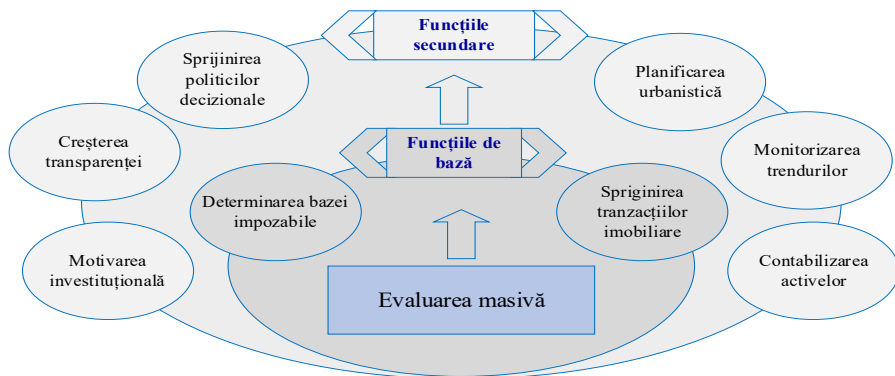 Funcțiile
secundare
Sprijinirea
politicilor
decizionale
Planificarea
urbanistică
Creșterea
transparenței
Monitorizarea
trendurilor
Funcțiile de
bază
Determinarea bazei
impozabile
Spriginirea
tranzacțiilor
imobiliare
Motivarea
investituțională
Contabilizarea
activelor
Evaluarea masivă